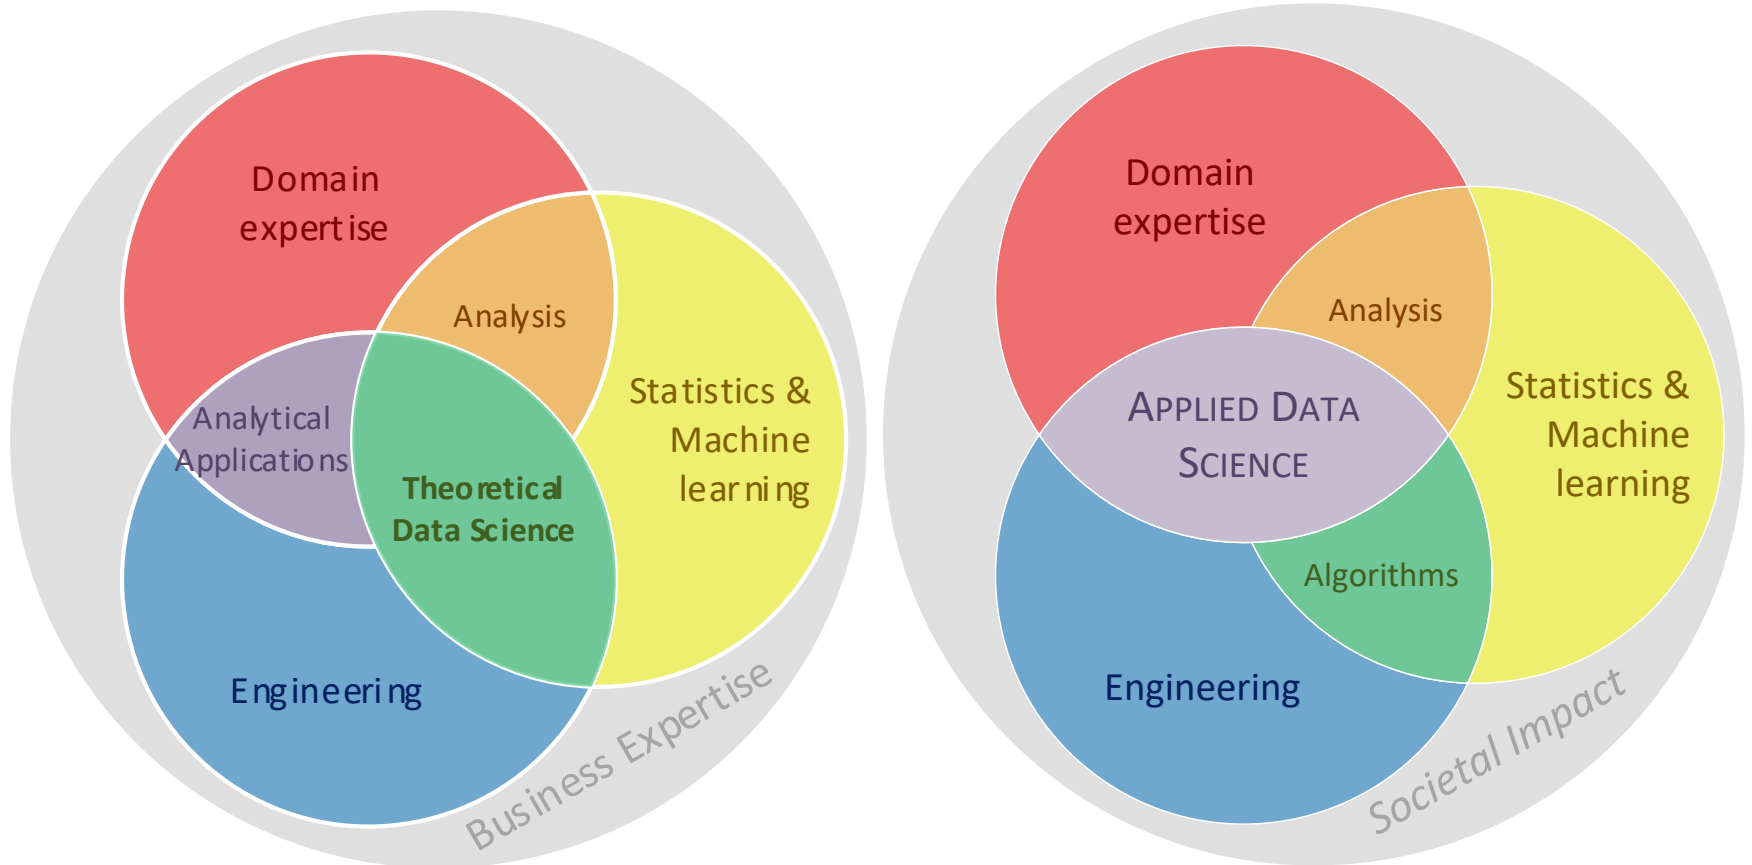 Domain
expertise
Analysis
Statistics &
Machine
learning
Analytical
Applications
Theoretical
Data Science
Engineering
Business Expertise
Domain
expertise
Analysis
Statistics &
Machine
learning
APPLIED DATA
SCIENCE
Algorithms
Engineering
Societal Impact